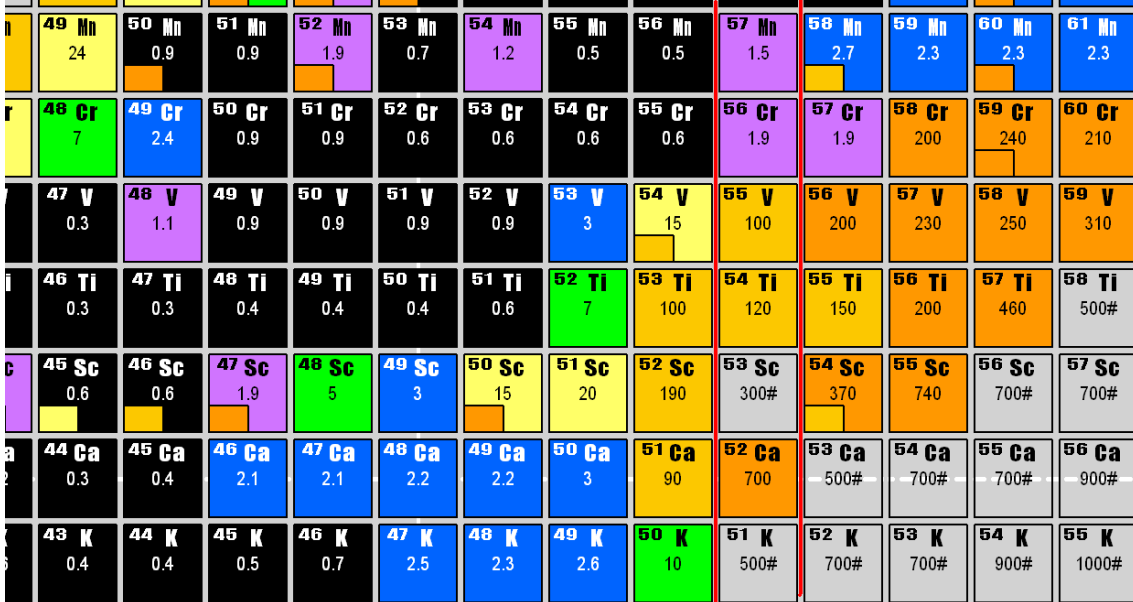 n 49 Mn 50 Mn 51 Mn 52 Mn 53 Mn 54 Mn 55 Mn 56 Mn 57 Mn 58 Mn 59 Mn 60 Mn 61 Mn
24 0.9 0.9 1.9 0.7 1.2 0.5 0.5 1.5 2.7 2.3 2.3 2.3
r 48 Cr 49 Cr 50 Cr 51 Cr 52 Cr 53 Cr 54 Cr 55 Cr 56 Cr 57 Cr 58 Cr 59 Cr 60 Cr
7 2.4 0.9 0.9 0.6 0.6 0.6 0.6 1.9 1.9 200 240 210
47 V 48 V 49 V 50 V 51 V 52 V 53 V 54 V 55 V 56 V 57 V 58 V 59 V
0.3 1.1 0.9 0.9 0.9 0.9 3 15 100 200 230 250 310
i 46 Ti 47 Ti 48 Ti 49 Ti 50 Ti 51 Ti 52 Ti 53 Ti 54 Ti 55 Ti 56 Ti 57 Ti 58 Ti
0.3 0.3 0.4 0.4 0.4 0.6 7 100 120 150 200 460 500#
c 45 Sc 46 Sc 47 Sc 48 Sc 49 Sc 50 Sc 51 Sc 52 Sc 53 Sc 54 Sc 55 Sc 56 Sc 57 Sc
0.6 0.6 1.9 5 3 15 20 190 300# 370 740 700# 700#
a 44 Ca 45 Ca 46 Ca 47 Ca 48 Ca 49 Ca 50 Ca 51 Ca 52 Ca 53 Ca 54 Ca 55 Ca 56 Ca
0.3 0.4 2.1 2.1 2.2 2.2 3 90 700 500# 700# 700# 900#
43 K 44 K 45 K 46 K 47 K 48 K 49 K 50 K 51 K 52 K 53 K 54 K 55 K
0.4 0.4 0.5 0.7 2.5 2.3 2.6 10 500# 700# 700# 900# 1000#